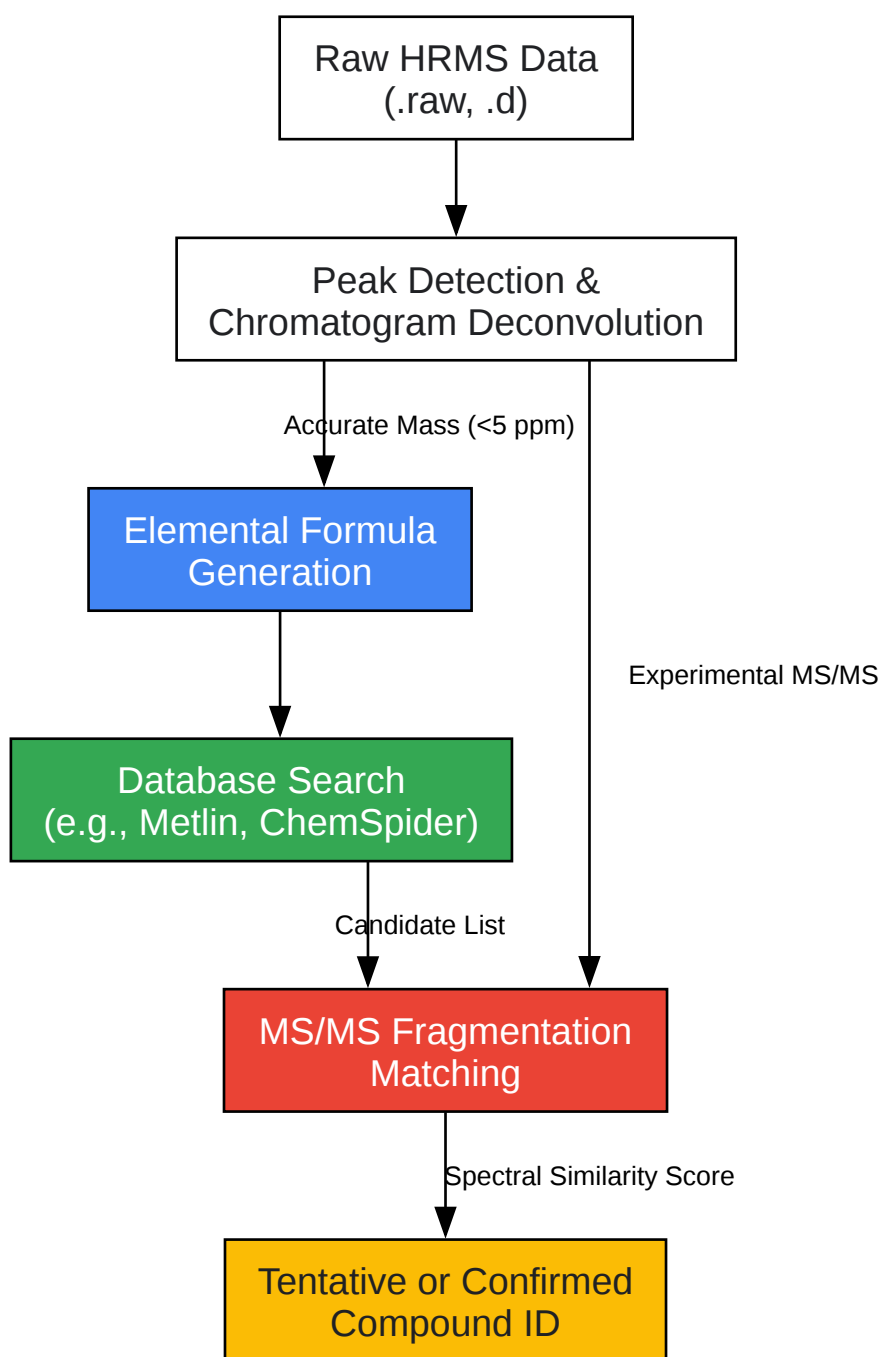 Raw HRMS Data
(.raw, .d)
Peak Detection &
Chromatogram Deconvolution
Accurate Mass (<5 ppm)
Elemental Formula
Generation
Experimental MS/MS
Database Search
(e.g., Metlin, ChemSpider)
Candidate List
MS/MS Fragmentation
Matching
Spectral Similarity Score
Tentative or Confirmed
Compound ID